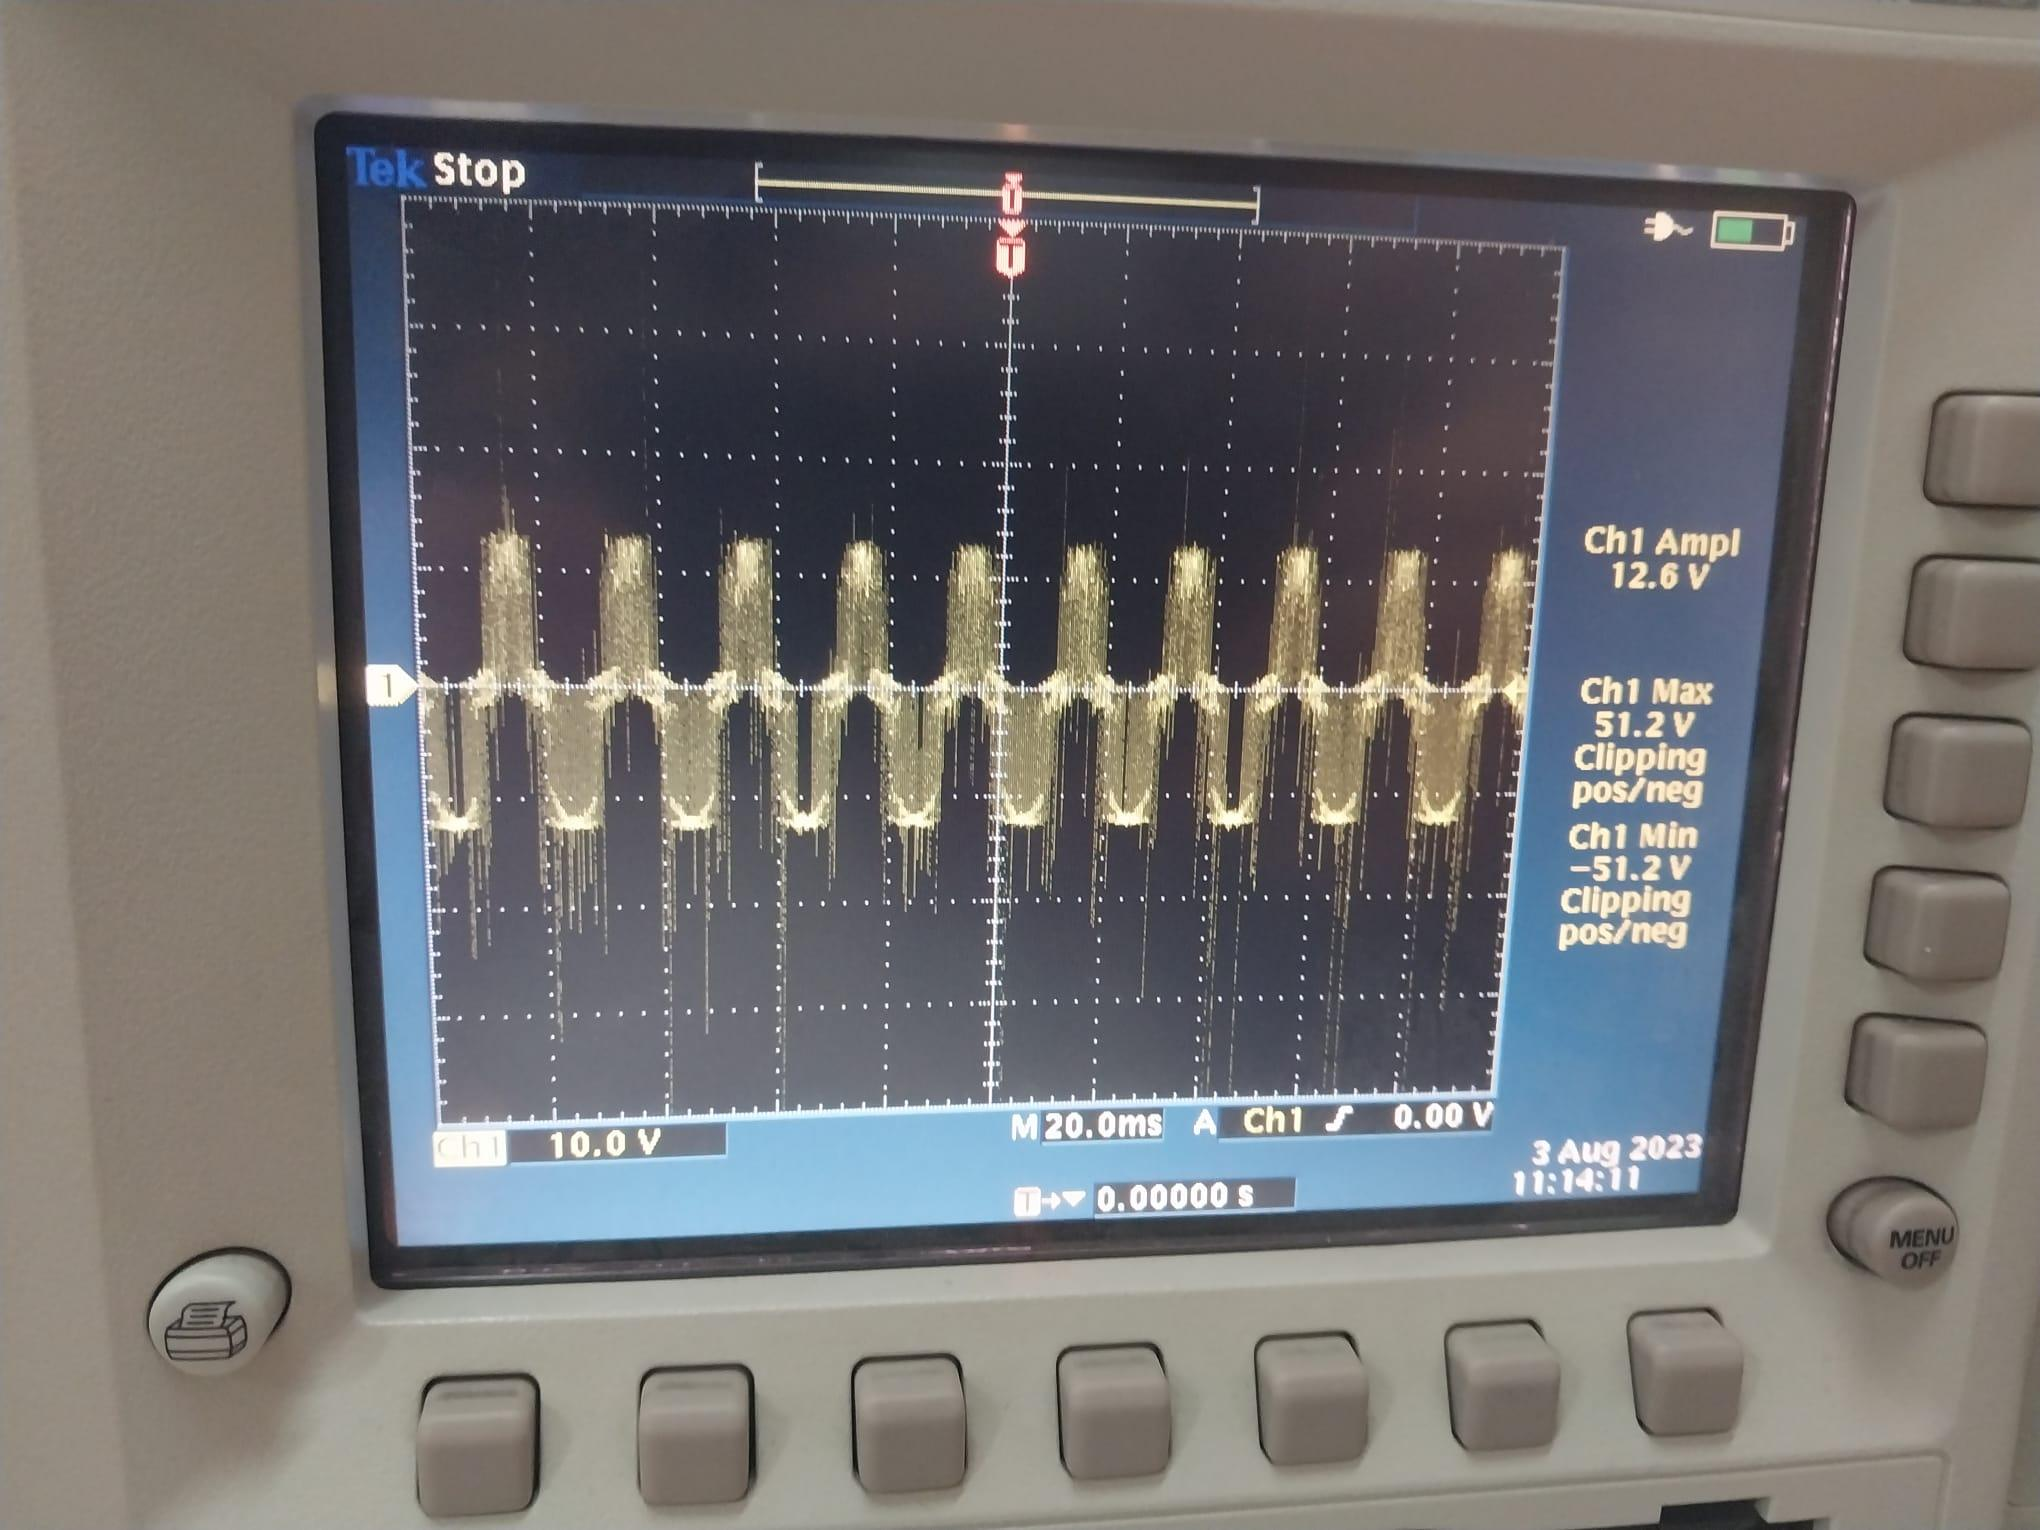 Tek Stop
M
T
1
Ch1 Ampl
12.6 V
Ch1 Max
51.2 V
Clipping
pos/neg
Ch1 Min
−51.2 V
Clipping
pos/neg
Ch1 10.0 V
M 20.0ms A Ch1 0.00 V
3 Aug 2023
11:14:11
T→▼ 0.00000 s
MENU
OFF